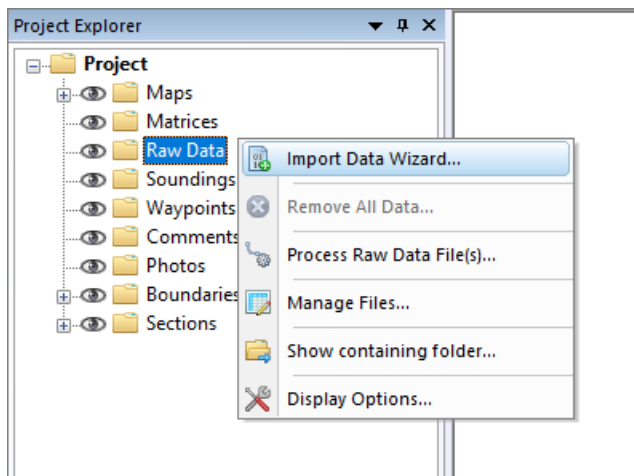 Project Explorer
Project
Maps
Matrices
Raw Data
Soundings
Waypoints
Comments
Photos
Boundaries
Sections
Import Data Wizard...
Remove All Data...
Process Raw Data File(s)...
Manage Files...
Show containing folder...
Display Options...